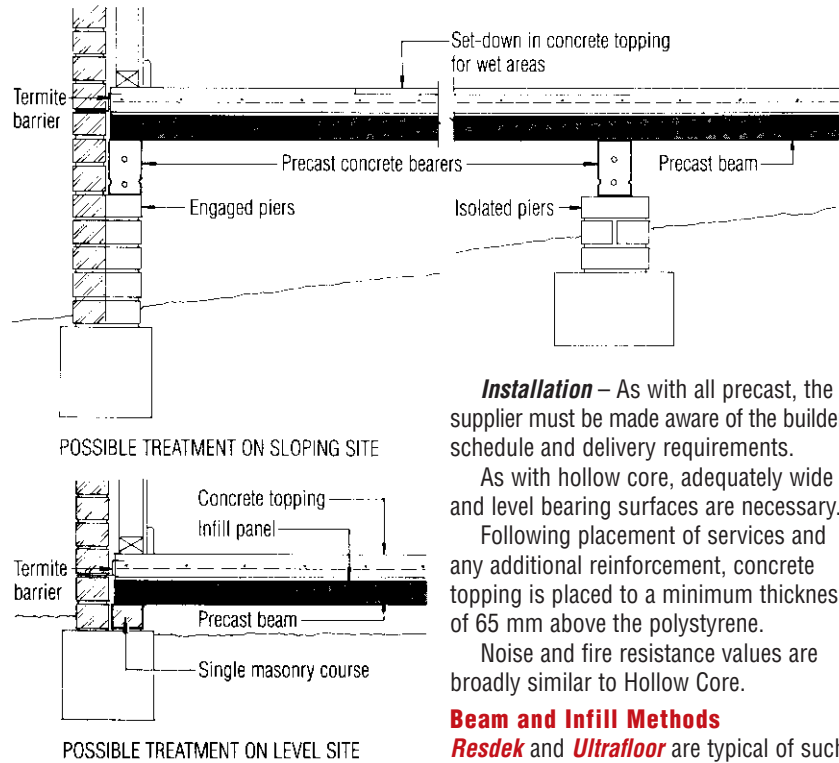 Set-down in concrete topping
for wet areas
Termite
barrier
Precast concrete bearers
Precast beam
Engaged piers
Isolated piers
POSSIBLE TREATMENT ON SLOPING SITE
Concrete topping
Infill panel
Termite
barrier
Precast beam
Single masonry course
POSSIBLE TREATMENT ON LEVEL SITE
Installation – As with all precast, the
supplier must be made aware of the builde
schedule and delivery requirements.
As with hollow core, adequately wide
and level bearing surfaces are necessary.
Following placement of services and
any additional reinforcement, concrete
topping is placed to a minimum thicknes
of 65 mm above the polystyrene.
Noise and fire resistance values are
broadly similar to Hollow Core.
Beam and Infill Methods
Resdek and Ultrafloor are typical of such